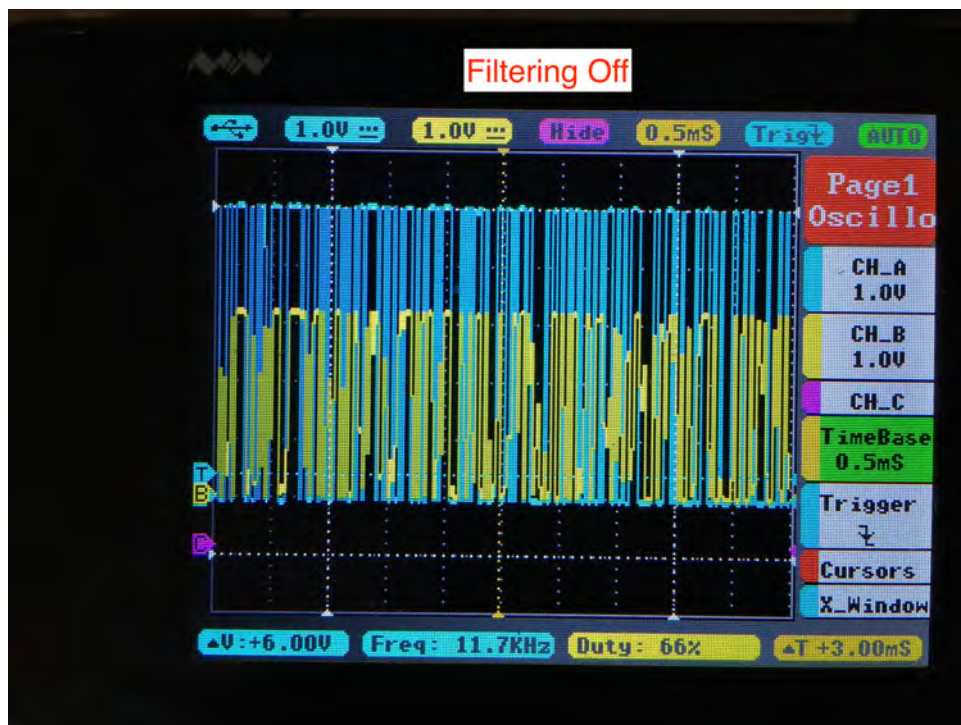 Filtering Off
1.0V 1.0V Hide 0.5mS Trig AUTO
Page1
Oscillo
CH_A
1.0V
CH_B
1.0V
CH_C
TimeBase
0.5mS
Trigger
Cursors
X_Window
T
B
▲V:+6.00V Freq: 11.7KHz Duty: 66% ▲T +3.00mS